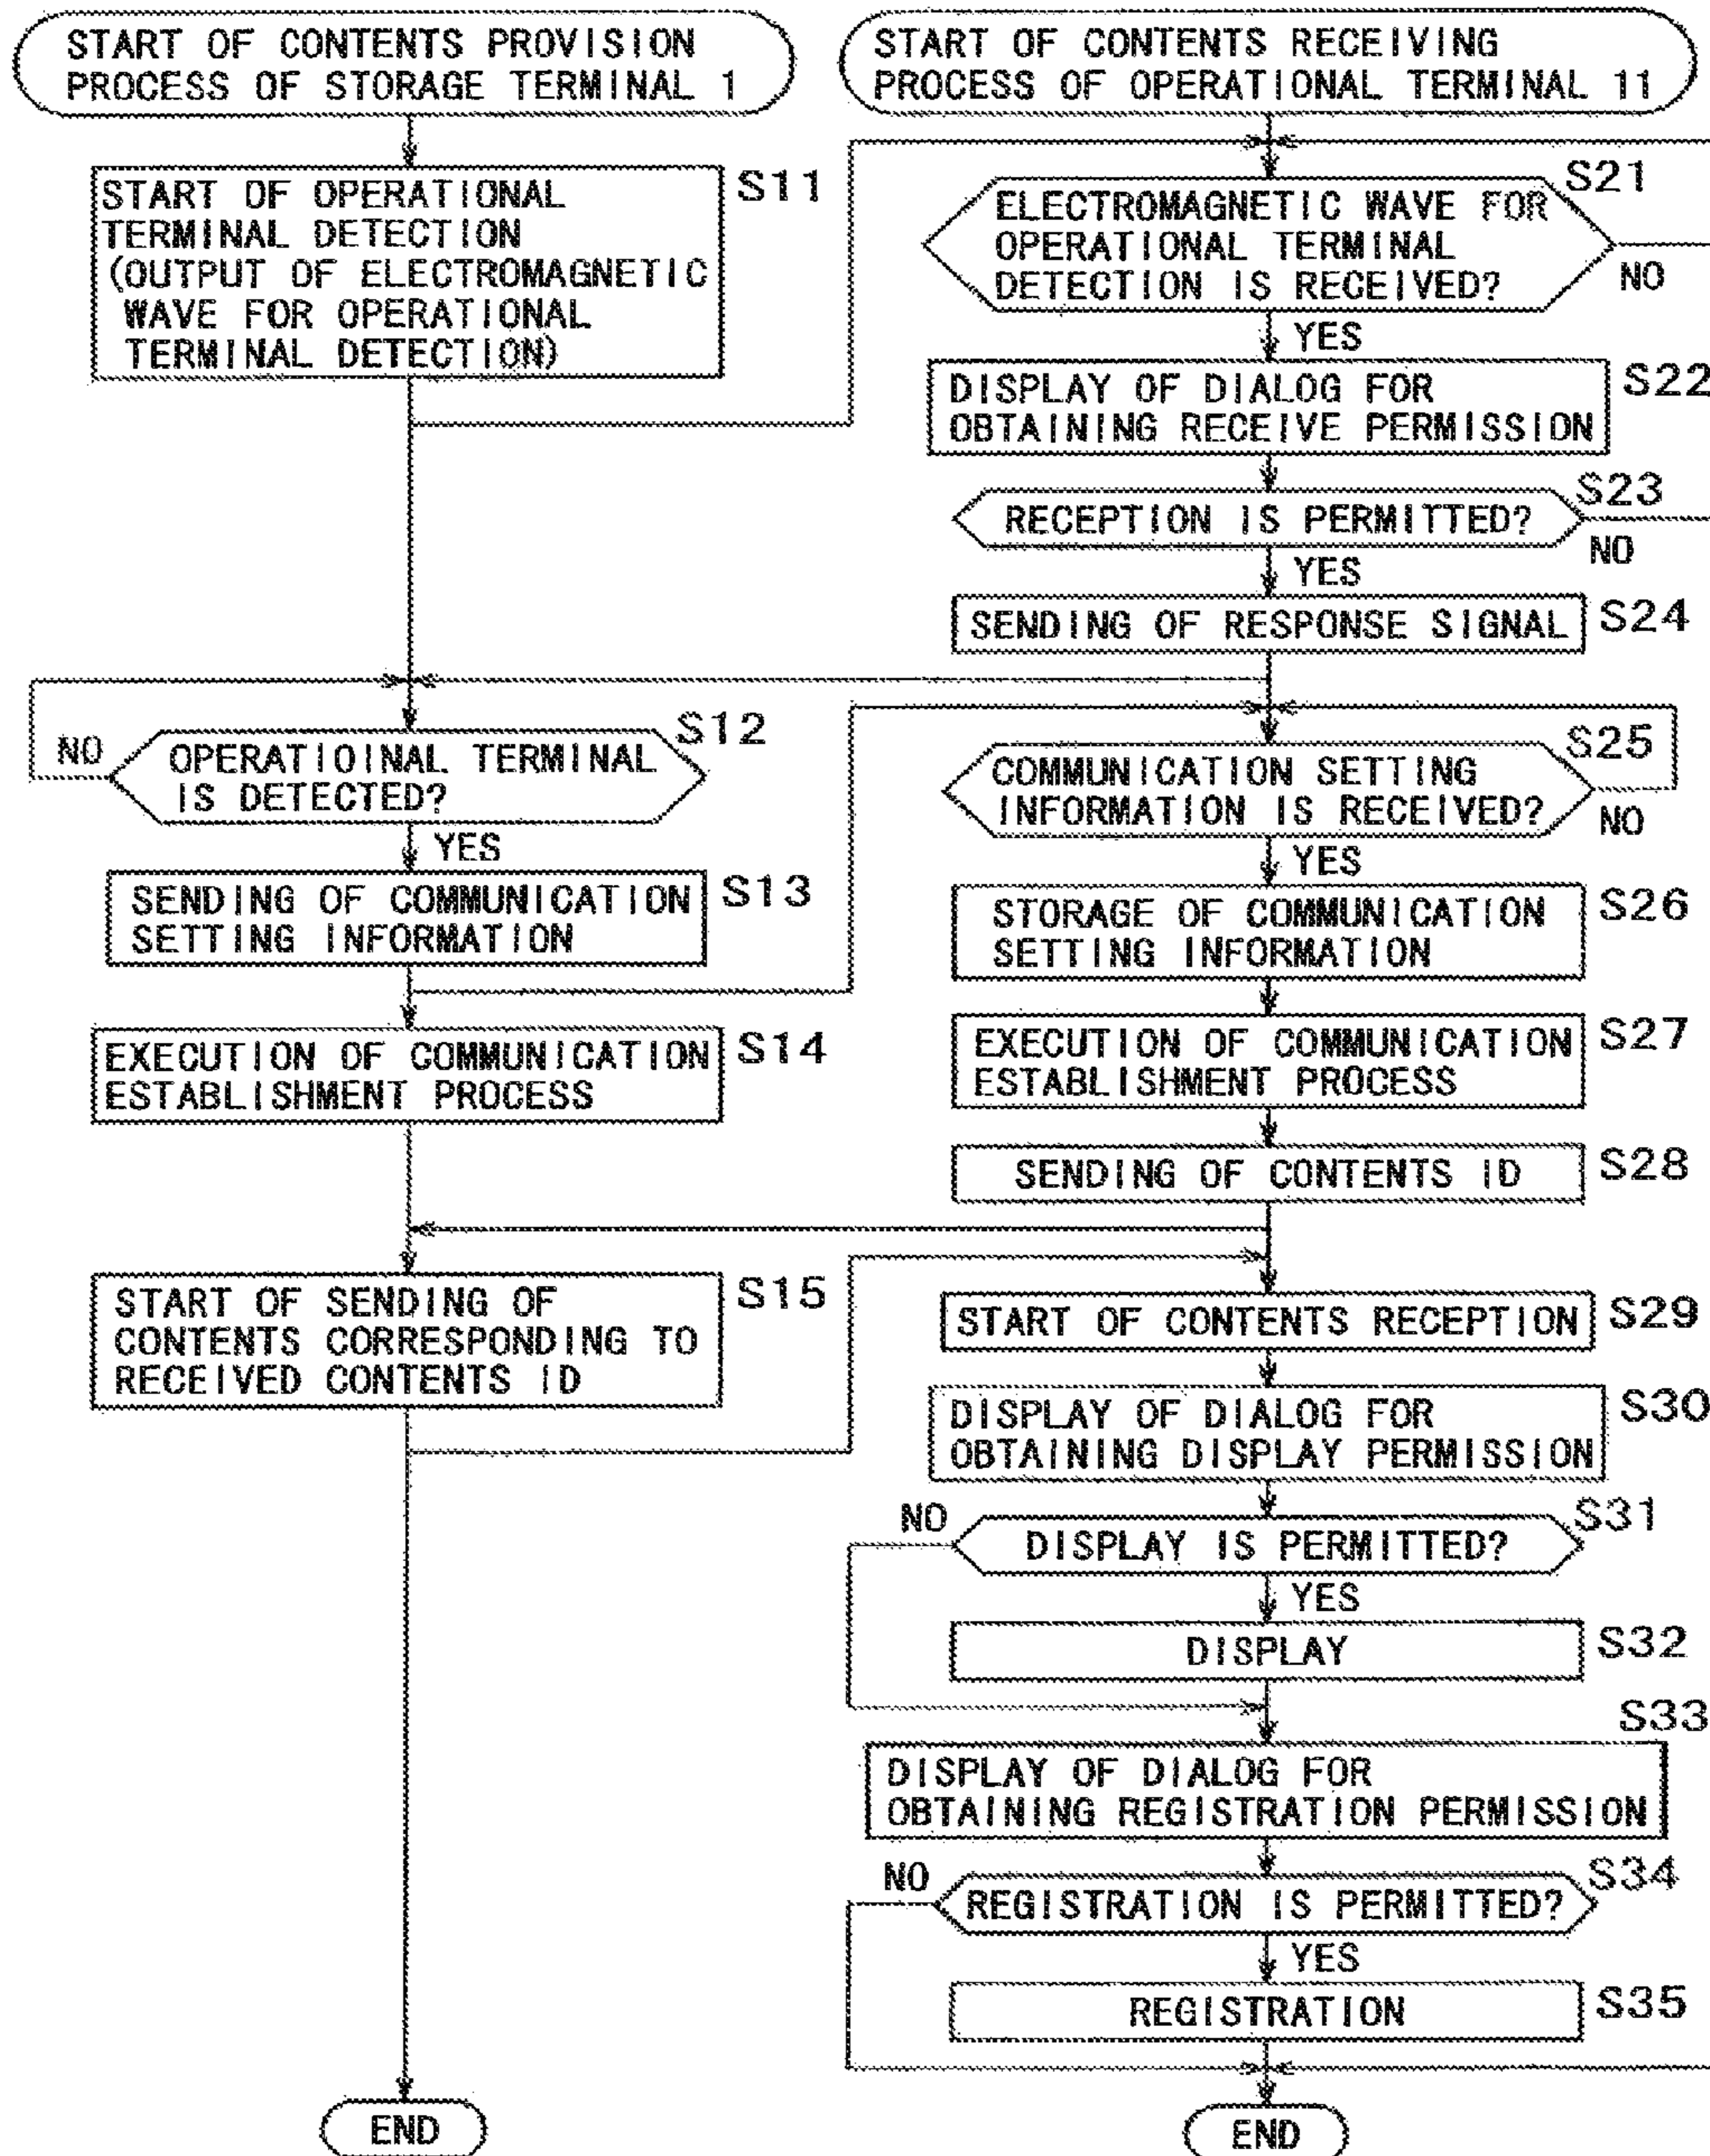 START OF CONTENTS PROVISION
PROCESS OF STORAGE TERMINAL 1
S11
START OF OPERATIONAL
TERMINAL DETECTION
(OUTPUT OF ELECTROMAGNETIC
WAVE FOR OPERATIONAL
TERMINAL DETECTION)
S12
NO
OPERATIOINAL TERMINAL
IS DETECTED?
YES
S13
SENDING OF COMMUNICATION
SETTING INFORMATION
S14
EXECUTION OF COMMUNICATION
ESTABLISHMENT PROCESS
S15
START OF SENDING OF
CONTENTS CORRESPONDING TO
RECEIVED CONTENTS ID
END
START OF CONTENTS RECEIVING
PROCESS OF OPERATIONAL TERMINAL 11
S21
ELECTROMAGNETIC WAVE FOR
OPERATIONAL TERMINAL
DETECTION IS RECEIVED?
NO
YES
S22
DISPLAY OF DIALOG FOR
OBTAINING RECEIVE PERMISSION
S23
RECEPTION IS PERMITTED?
NO
YES
SENDING OF RESPONSE SIGNAL
S24
S25
COMMUNICATION SETTING
INFORMATION IS RECEIVED?
NO
YES
S26
STORAGE OF COMMUNICATION
SETTING INFORMATION
S27
EXECUTION OF COMMUNICATION
ESTABLISHMENT PROCESS
SENDING OF CONTENTS ID
S28
START OF CONTENTS RECEPTION
S29
S30
DISPLAY OF DIALOG FOR
OBTAINING DISPLAY PERMISSION
S31
NO
DISPLAY IS PERMITTED?
YES
DISPLAY
S32
S33
DISPLAY OF DIALOG FOR
OBTAINING REGISTRATION PERMISSION
S34
NO
REGISTRATION IS PERMITTED?
YES
REGISTRATION
S35
END